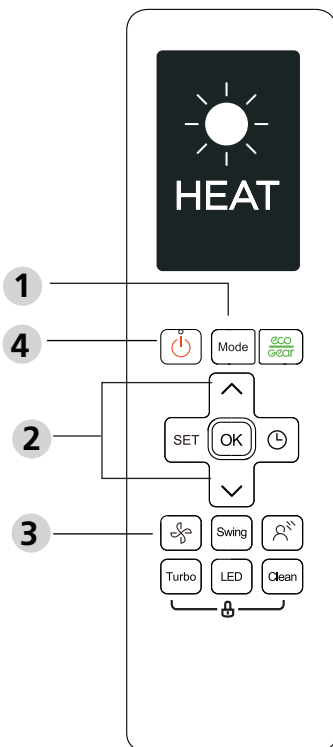 HEAT
1
4
Mode
eco
Gear
2
SET
OK
3
Swing
Turbo
LED
Clean